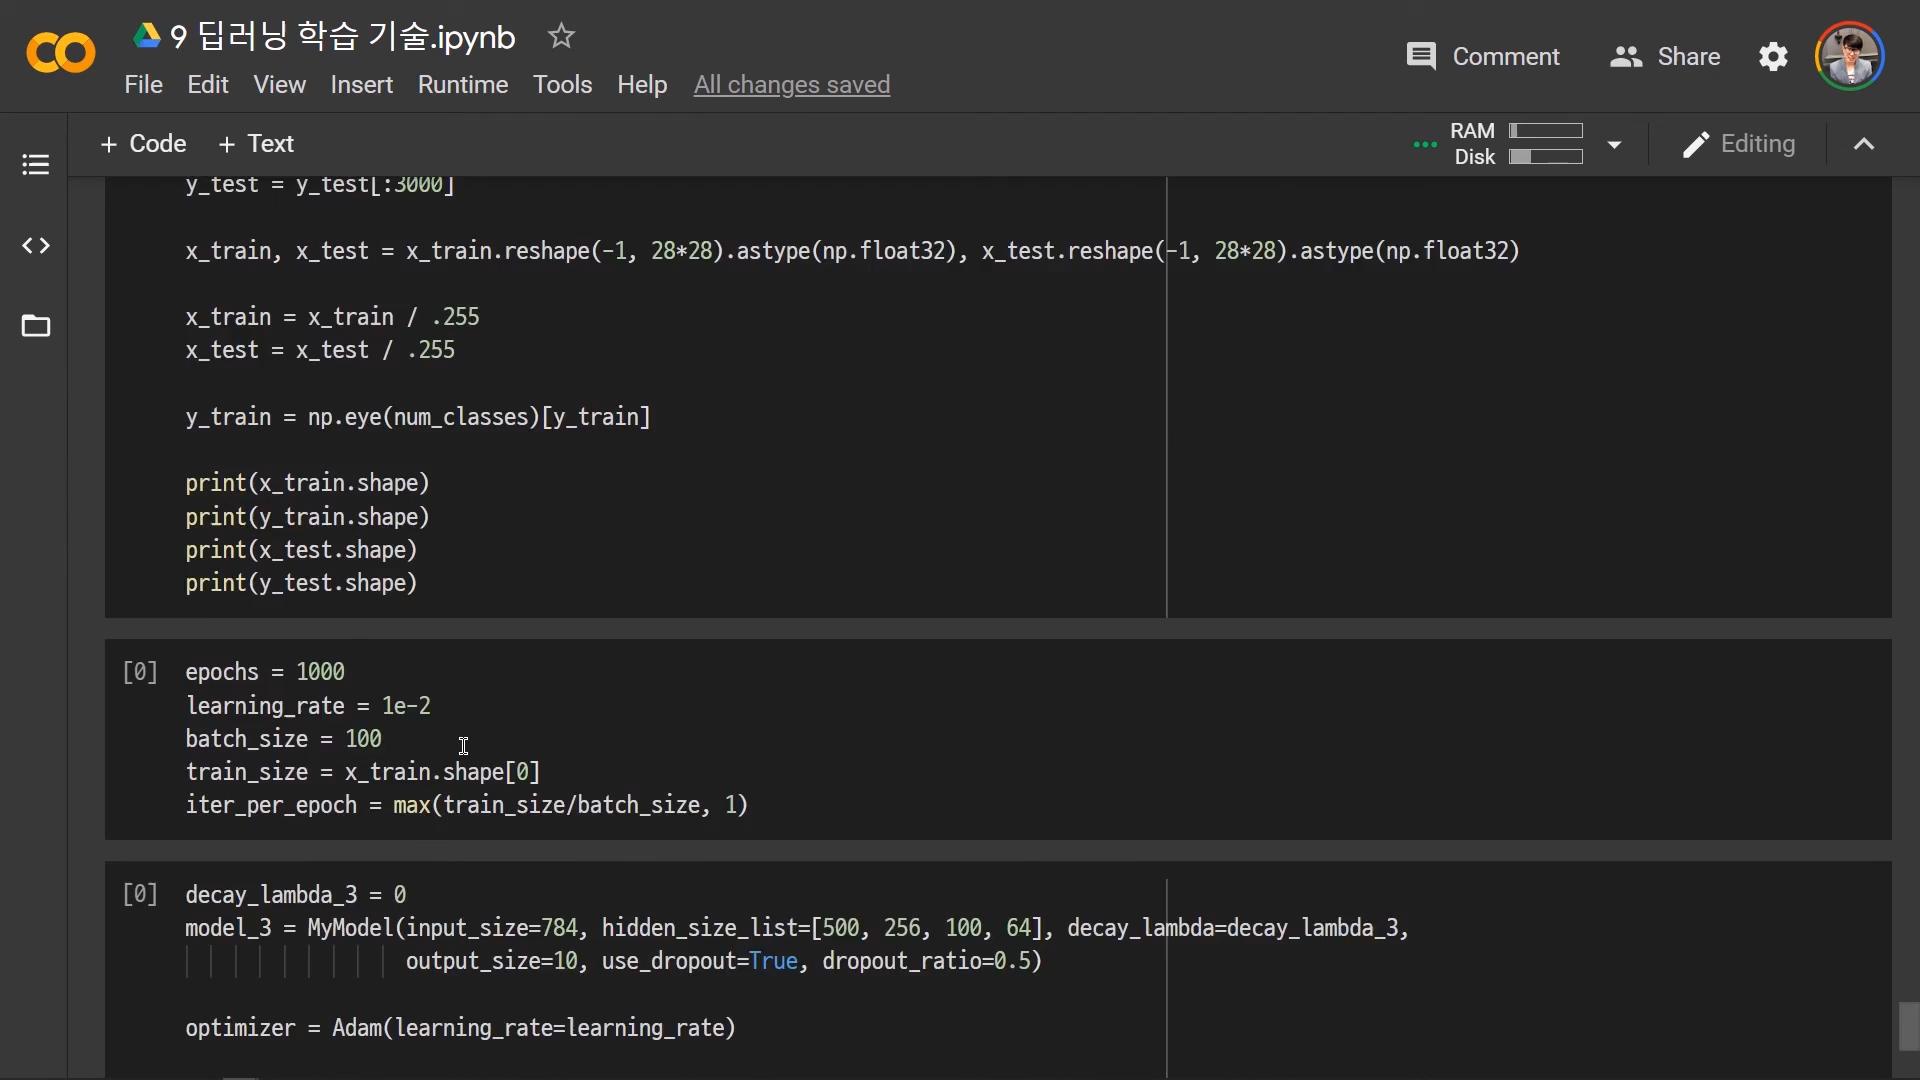 9 딥러닝 학습 기술.ipynb
Comment
Share
File Edit View Insert Runtime Tools Help All changes saved
+ Code + Text
RAM
Disk
Editing
y_test = y_test[:3000]
x_train, x_test = x_train.reshape(-1, 28*28).astype(np.float32), x_test.reshape(-1, 28*28).astype(np.float32)
x_train = x_train / .255
x_test = x_test / .255
y_train = np.eye(num_classes)[y_train]
print(x_train.shape)
print(y_train.shape)
print(x_test.shape)
print(y_test.shape)
[0] epochs = 1000
learning_rate = 1e-2
batch_size = 100
train_size = x_train.shape[0]
iter_per_epoch = max(train_size/batch_size, 1)
[0] decay_lambda_3 = 0
model_3 = MyModel(input_size=784, hidden_size_list=[500, 256, 100, 64], decay_lambda=decay_lambda_3,
output_size=10, use_dropout=True, dropout_ratio=0.5)
optimizer = Adam(learning_rate=learning_rate)